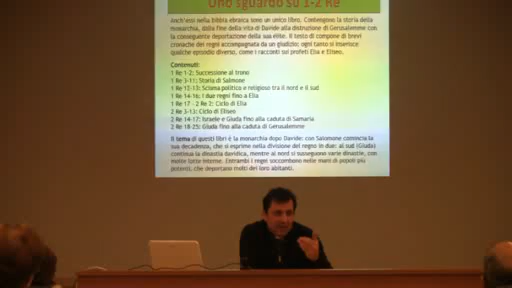 Uno sguardo su 1-2 Re
Anch'essi nella bibbia ebraica sono un unico libro. Contengono la storia della
monarchia, dalla fine della vita di Davide alla distruzione di Gerusalemme con
la conseguente deportazione della sua élite. Il testo di compone di brevi
cronache dei regni accompagnata da un giudizio; ogni tanto si inserisce
qualche episodio diverso, come i racconti sui profeti Elia e Eliseo.
Contenuti:
1 Re 1-2: Successione al trono
1 Re 3-11: Storia di Salmone
1 Re 12-13: Scisma politico e religioso tra il nord e il sud
1 Re 14-16: I due regni fino a Elia
1 Re 17 - 2 Re 2: Ciclo di Elia
2 Re 3-13: Ciclo di Eliseo
2 Re 14-17: Israele e Giuda fino alla caduta di Samaria
2 Re 18-25: Giuda fino alla caduta di Gerusalemme
Il tema di questi libri è la monarchia dopo Davide: con Salomone comincia la
sua decadenza, che si esprime nella divisione del regno in due: al sud (Giuda)
continua la dinastia davidica, mentre al nord si susseguono varie dinastie, con
molte lotte interne. Entrambi i regni soccombono nelle mani di popoli più
potenti, che deportano molti dei loro abitanti.